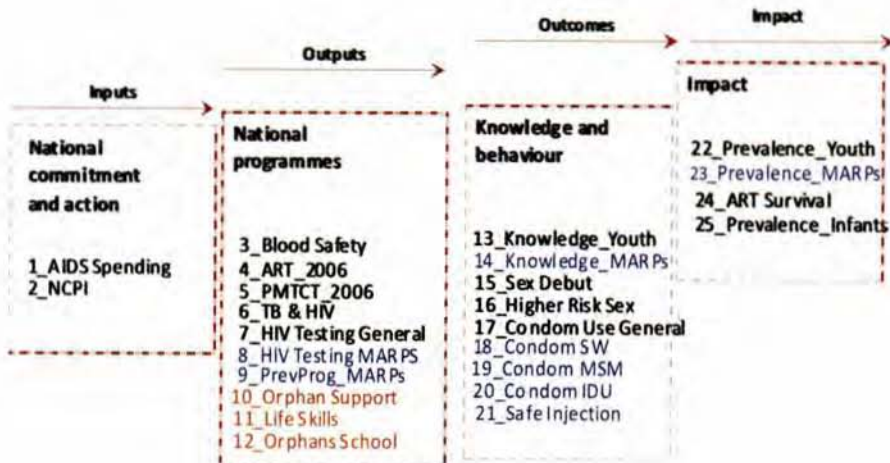 Inputs
Outputs
Outcomes
Impact
National
commitment
and action
1_AIDS Spending
2_NCPI
National
programmes
3_Blood Safety
4_ART_2006
5_PMTCT_2006
6_TB & HIV
7_HIV Testing General
8_HIV Testing MARPS
9_PrevProg_MARPs
10_Orphan Support
11_Life Skills
12_Orphans School
Knowledge and
behaviour
13_Knowledge_Youth
14_Knowledge_MARPs
15_Sex Debut
16_Higher Risk Sex
17_Condom Use General
18_Condom SW
19_Condom MSM
20_Condom IDU
21_Safe Injection
Impact
22_Prevalence_Youth
23_Prevalence_MARPs
24_ART Survival
25_Prevalence_Infants